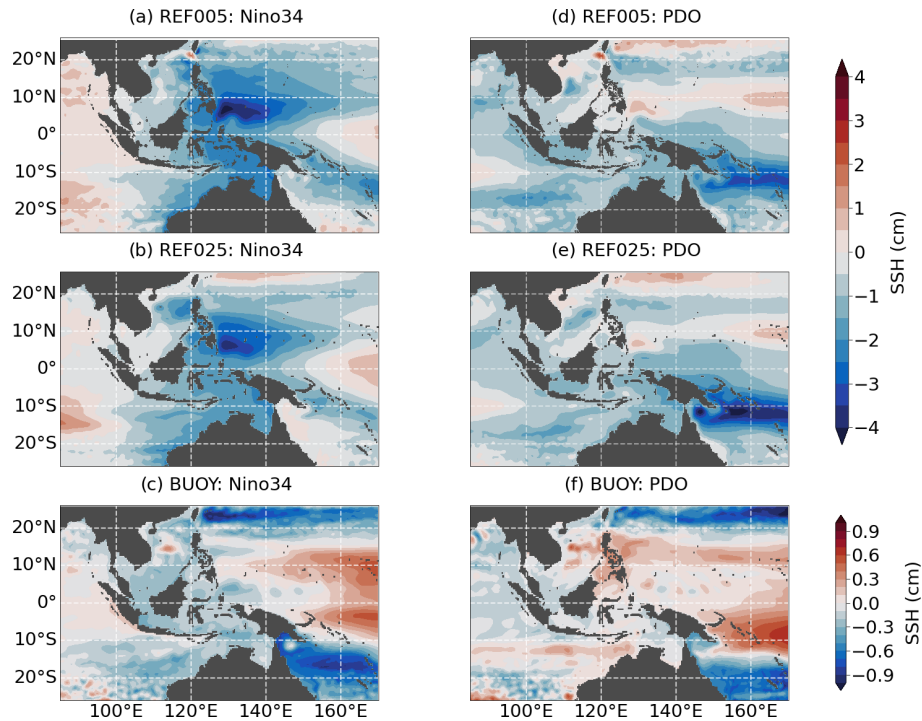 (a) REF005: Nino34
(d) REF005: PDO
20°N
10°N
0°
10°S
20°S
(b) REF025: Nino34
(e) REF025: PDO
20°N
10°N
0°
10°S
20°S
(c) BUOY: Nino34
(f) BUOY: PDO
20°N
10°N
0°
10°S
20°S
100°E 120°E 140°E 160°E
100°E 120°E 140°E 160°E
4
3
2
1
0
−1
−2
−3
−4
SSH (cm)
0.9
0.6
0.3
0.0
−0.3
−0.6
−0.9
SSH (cm)